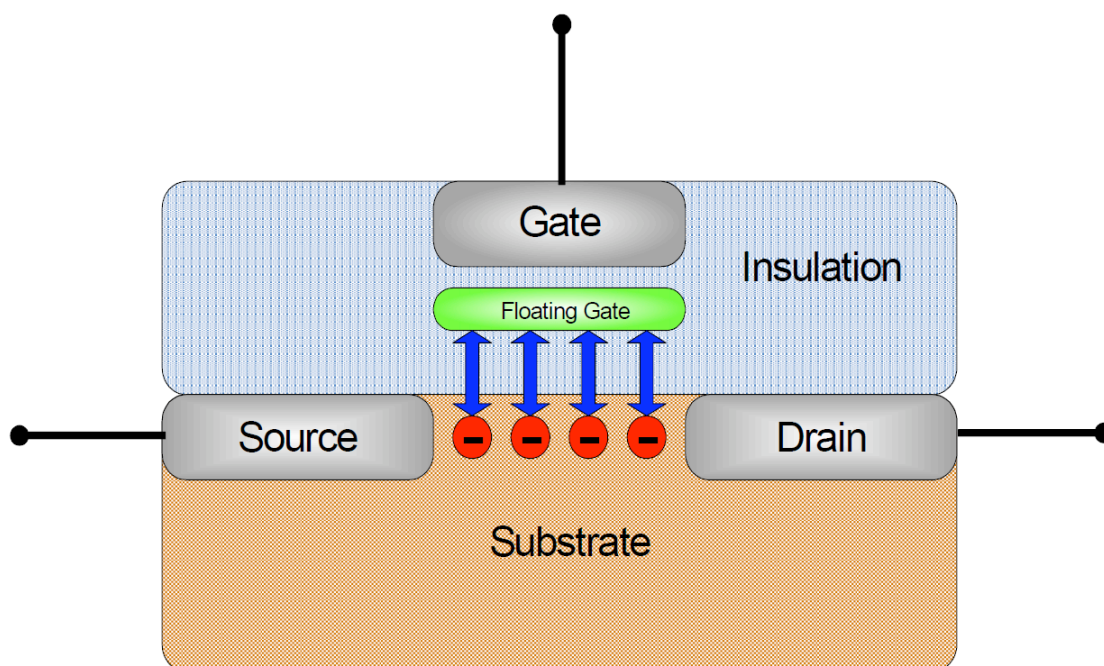 Gate
Insulation
Floating Gate
Source
- - - -
Drain
Substrate